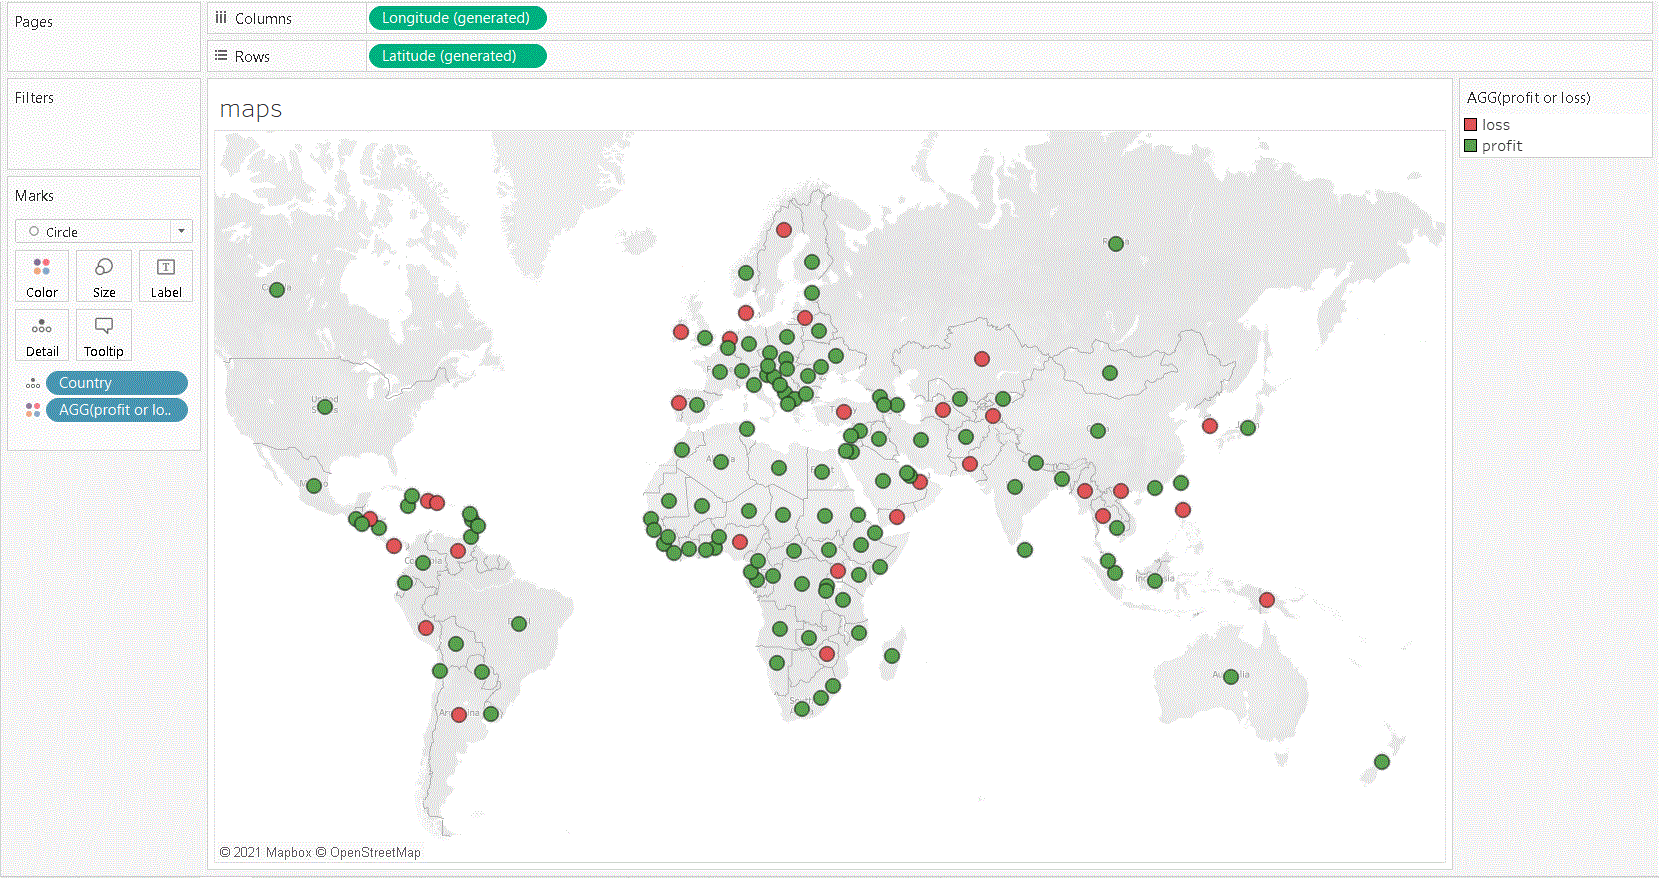 Pages
Columns
Longitude (generated)
Rows
Latitude (generated)
Filters
maps
AGG(profit or loss)
loss
profit
Marks
Circle
Color
Size
Label
Detail
Tooltip
Country
AGG(profit or lo..
United
© 2021 Mapbox © OpenStreetMap